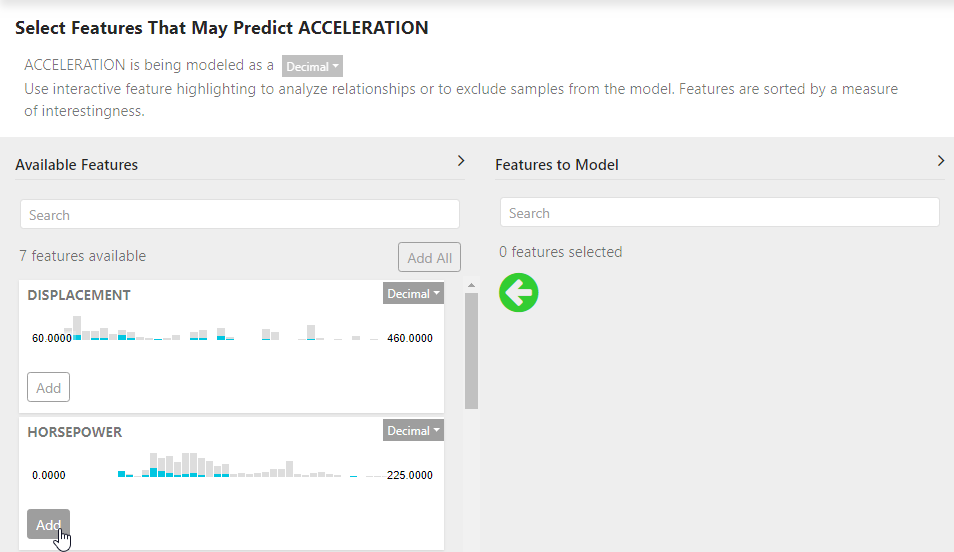 Select Features That May Predict ACCELERATION
ACCELERATION is being modeled as a Decimal
Use interactive feature highlighting to analyze relationships or to exclude samples from the model. Features are sorted by a measure
of interestingness.
Available Features
Search
7 features available
Add All
DISPLACEMENT
Decimal
60.0000
460.0000
Add
HORSEPOWER
Decimal
0.0000
225.0000
Add
Features to Model
Search
0 features selected